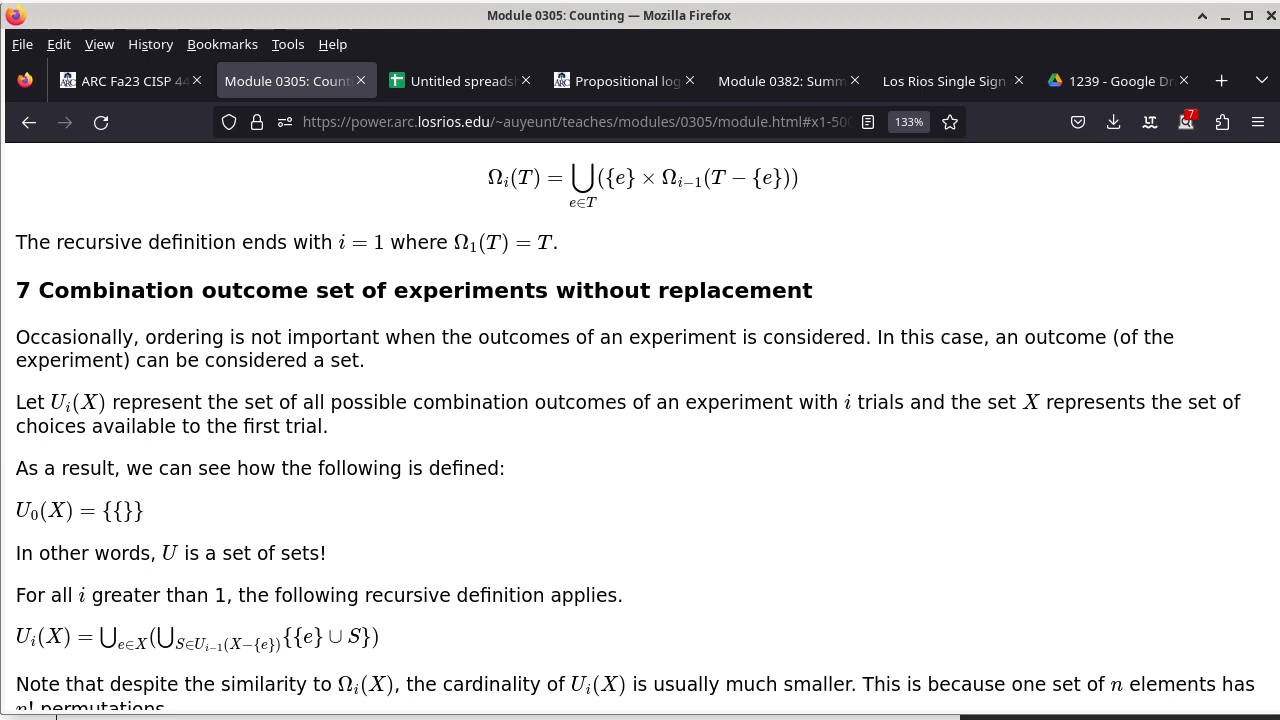 Module 0305: Counting — Mozilla Firefox
File Edit View History Bookmarks Tools Help
ARC Fa23 CISP 44 Module 0305: Count Untitled spreads Propositional log Module 0382: Summ Los Rios Single Sign 1239 - Google Dr
https://power.arc.losrios.edu/~auyeunt/teaches/modules/0305/module.html#x1-500 133% 7
Ωᵢ(T) = ⋃_{e∈T}({e} × Ωᵢ₋₁(T − {e}))
The recursive definition ends with i = 1 where Ω₁(T) = T.
7 Combination outcome set of experiments without replacement
Occasionally, ordering is not important when the outcomes of an experiment is considered. In this case, an outcome (of the
experiment) can be considered a set.
Let Uᵢ(X) represent the set of all possible combination outcomes of an experiment with i trials and the set X represents the set of
choices available to the first trial.
As a result, we can see how the following is defined:
U₀(X) = {{}}
In other words, U is a set of sets!
For all i greater than 1, the following recursive definition applies.
Uᵢ(X) = ⋃_{e∈X}(⋃_{S∈Uᵢ₋₁(X−{e})}{{e} ∪ S})
Note that despite the similarity to Ωᵢ(X), the cardinality of Uᵢ(X) is usually much smaller. This is because one set of n elements has
n! permutations.